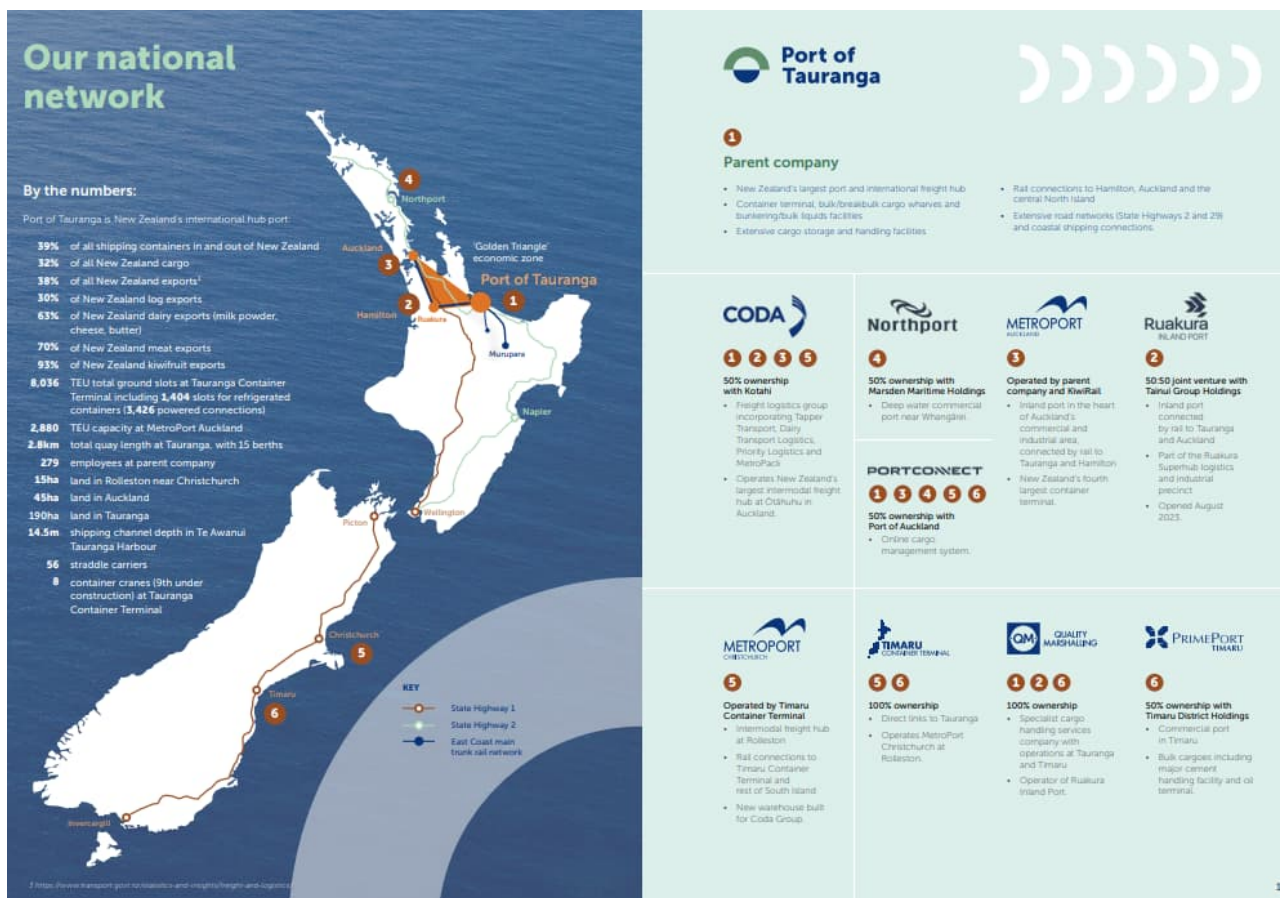 Our national
network
By the numbers:
Port of Tauranga is New Zealand's international hub port:
39% of all shipping containers in and out of New Zealand
32% of all New Zealand cargo
38% of all New Zealand exports¹
30% of New Zealand log exports
63% of New Zealand dairy exports (milk powder,
cheese, butter)
70% of New Zealand meat exports
93% of New Zealand kiwifruit exports
8,036 TEU total ground slots at Tauranga Container
Terminal including 1,404 slots for refrigerated
containers (3,426 powered connections)
2,880 TEU capacity at MetroPort Auckland
2.8km total quay length at Tauranga, with 15 berths
279 employees at parent company
15ha land in Rolleston near Christchurch
45ha land in Auckland
190ha land in Tauranga
14.5m shipping channel depth in Te Awanui
Tauranga Harbour
56 straddle carriers
8 container cranes (9th under
construction) at Tauranga
Container Terminal
4
Northport
Auckland
3
'Golden Triangle'
economic zone
Port of Tauranga
1
2
Hamilton
Ruakura
Murupara
Napier
Wellington
Picton
Christchurch
5
Timaru
6
Invercargill
KEY
State Highway 1
State Highway 2
East Coast main
trunk rail network
3 https://www.transport.govt.nz/statistics-and-insights/freight-and-logistics/
Port of
Tauranga
1
Parent company
• New Zealand's largest port and international freight hub
• Container terminal, bulk/breakbulk cargo wharves and
bunkering/bulk liquids facilities
• Extensive cargo storage and handling facilities
• Rail connections to Hamilton, Auckland and the
central North Island
• Extensive road networks (State Highways 2 and 29)
and coastal shipping connections.
CODA
1 2 3 5
50% ownership
with Kotahi
• Freight logistics group
incorporating Tapper
Transport, Dairy
Transport Logistics,
Priority Logistics and
MetroPack
• Operates New Zealand's
largest intermodal freight
hub at Ōtāhuhu in
Auckland.
Northport
4
50% ownership with
Marsden Maritime Holdings
• Deep water commercial
port near Whangārei.
PORTCONNECT
1 3 4 5 6
50% ownership with
Port of Auckland
• Online cargo
management system.
METROPORT
AUCKLAND
3
Operated by parent
company and KiwiRail
• Inland port in the heart
of Auckland's
commercial and
industrial area,
connected by rail to
Tauranga and Hamilton
• New Zealand's fourth
largest container
terminal.
Ruakura
INLAND PORT
2
50:50 joint venture with
Tainui Group Holdings
• Inland port
connected
by rail to Tauranga
and Auckland
• Part of the Ruakura
Superhub logistics
and industrial
precinct
• Opened August
2023.
METROPORT
CHRISTCHURCH
5
Operated by Timaru
Container Terminal
• Intermodal freight hub
at Rolleston
• Rail connections to
Timaru Container
Terminal and
rest of South Island
• New warehouse built
for Coda Group.
TIMARU
CONTAINER TERMINAL
5 6
100% ownership
• Direct links to Tauranga
• Operates MetroPort
Christchurch at
Rolleston.
QM QUALITY
MARSHALLING
1 2 6
100% ownership
• Specialist cargo
handling services
company with
operations at Tauranga
and Timaru
• Operator of Ruakura
Inland Port.
PRIMEPORT
TIMARU
6
50% ownership with
Timaru District Holdings
• Commercial port
in Timaru
• Bulk cargoes including
major cement
handling facility and oil
terminal.